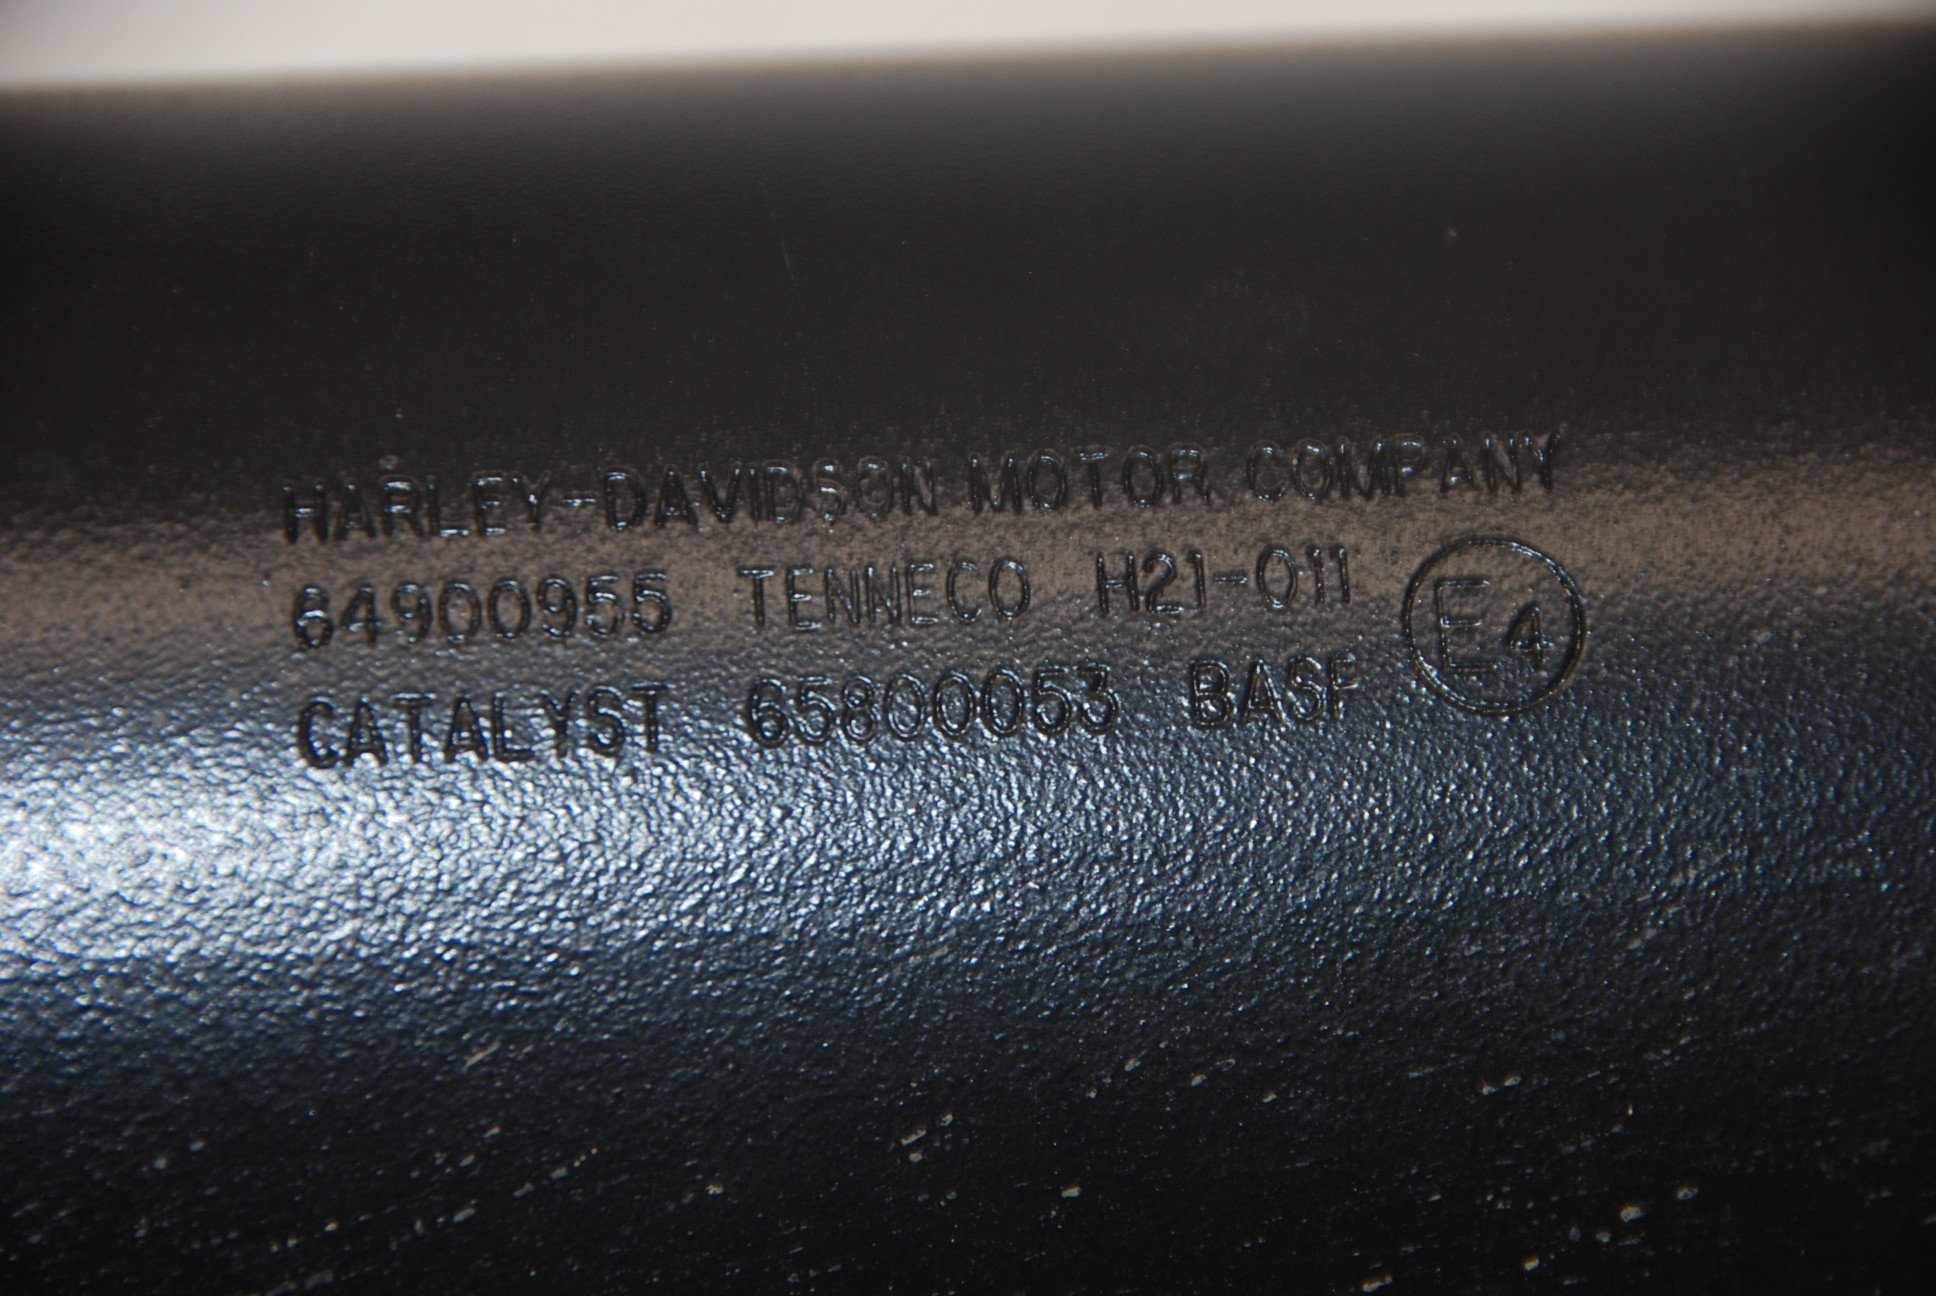 HARLEY-DAVIDSON MOTOR COMPANY
64900955 TENNECO H21-011
E4
CATALYST 65800053 BASF